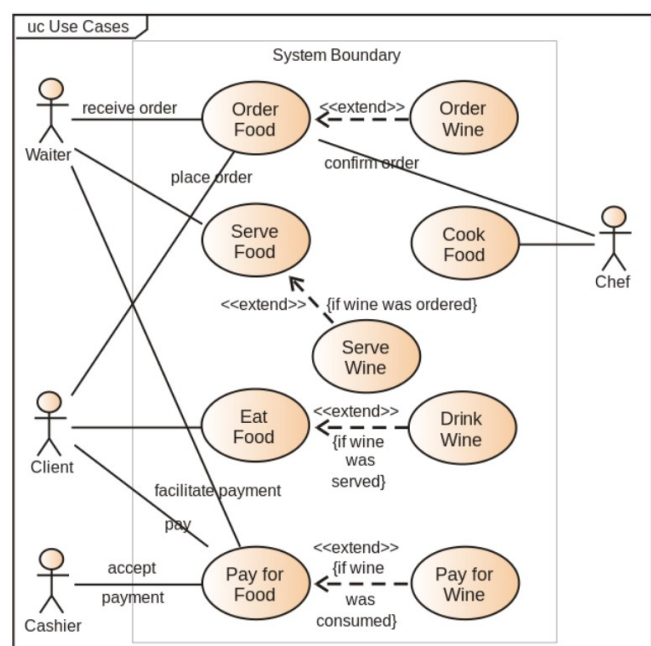 uc Use Cases
System Boundary
receive order
Order
Food
<<extend>>
Order
Wine
Waiter
place order
confirm order
Serve
Food
Cook
Food
Chef
<<extend>>
{if wine was ordered}
Serve
Wine
Client
Eat
Food
<<extend>>
{if wine
was
served}
Drink
Wine
facilitate payment
pay
accept
payment
Cashier
Pay for
Food
<<extend>>
{if wine
was
consumed}
Pay for
Wine